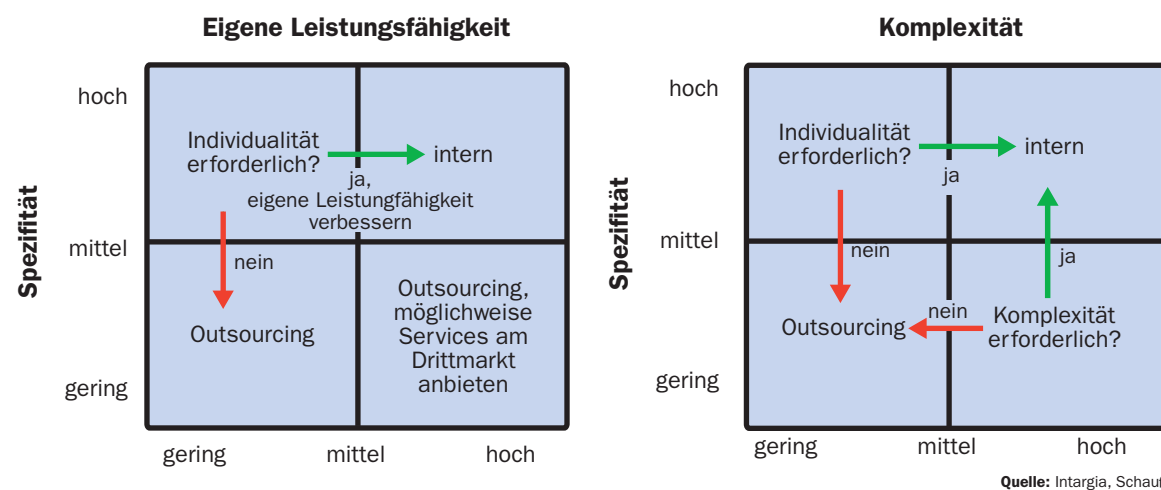 Eigene Leistungsfähigkeit
Spezifität
hoch
mittel
gering
Individualität
erforderlich?
intern
ja,
eigene Leistungfähigkeit
verbessern
nein
Outsourcing
Outsourcing,
möglichweise
Services am
Drittmarkt
anbieten
gering
mittel
hoch
Komplexität
Spezifität
hoch
mittel
gering
Individualität
erforderlich?
intern
ja
nein
ja
Outsourcing
nein
Komplexität
erforderlich?
gering
mittel
hoch
Quelle: Intargia,